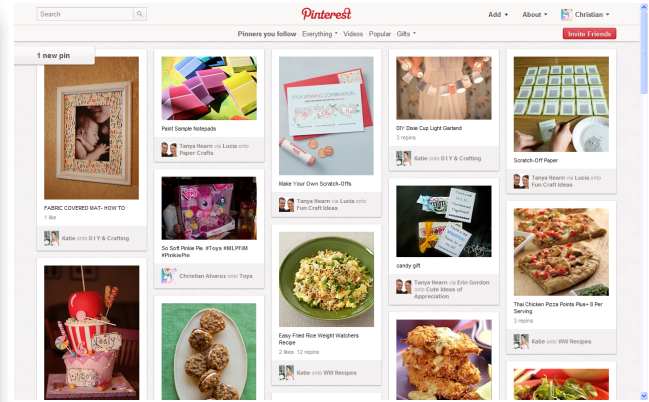 Search
Pinterest
Add +
About
Christian
Pinners you follow · Everything · Videos · Popular · Gifts
Invite Friends
1 new pin
FABRIC COVERED MAT- HOW TO
1 like
Katie onto D I Y & Crafting
Paint Sample Notepads
Tanya Hearn via Lucia onto
Paper Crafts
So Soft Pinkie Pie. #Toys #MLPFiM
#PinkiePie
Christian Alvarez onto Toys
Make Your Own Scratch-Offs
Tanya Hearn via Lucia onto
Fun Craft Ideas
Easy Fried Rice Weight Watchers
Recipe
2 likes 12 repins
Katie onto WW Recipes
DIY Dixie Cup Light Garland
3 repins
Katie onto D I Y & Crafting
candy gift
Tanya Hearn via Erin Gordon
onto Cute Ideas of
Appreciation
Scratch-Off Paper
Tanya Hearn via Lucia onto
Fun Craft Ideas
Thai Chicken Pizza Points Plus+ 8 Per
Serving
3 repins
Katie onto WW Recipes